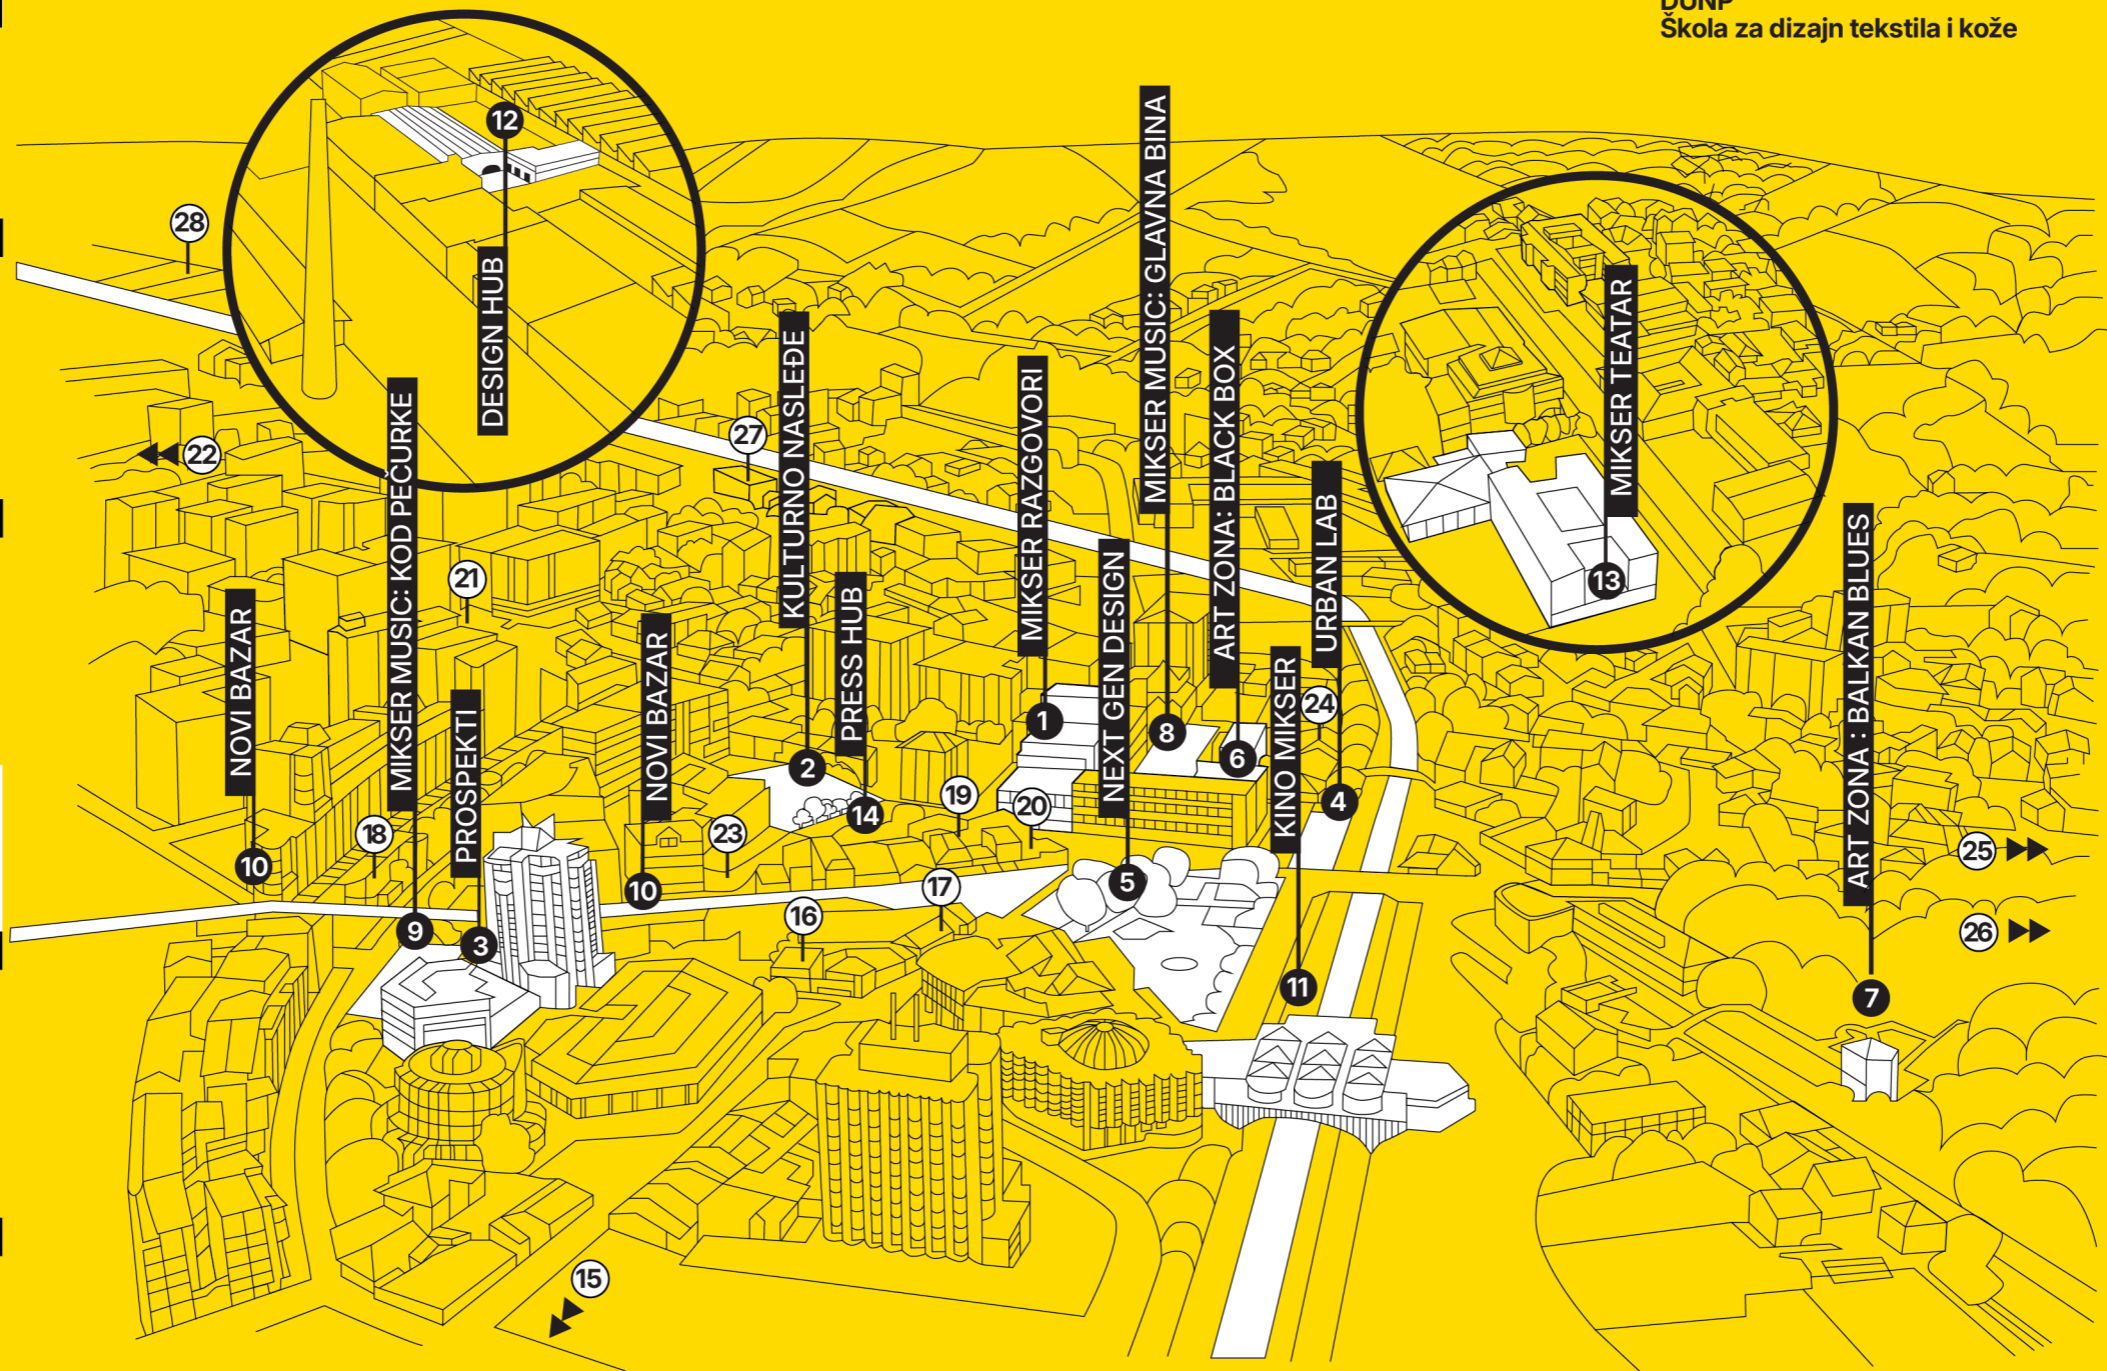 DUNP
Škola za dizajn tekstila i kože
12
DESIGN HUB
28
22
27
21
MIKSER MUSIC: GLAVNA BINA
8
MIKSER TEATAR
13
KULTURNO NASLEĐE
2
ART ZONA: BLACK BOX
6
MIKSER RAZGOVORI
1
MIKSER MUSIC: KOD PEČURKE
9
URBAN LAB
4
24
ART ZONA : BALKAN BLUES
7
NEXT GEN DESIGN
5
PRESS HUB
14
NOVI BAZAR
10
NOVI BAZAR
10
KINO MIKSER
11
PROSPEKTI
3
18
23
19
20
17
16
25
26
15